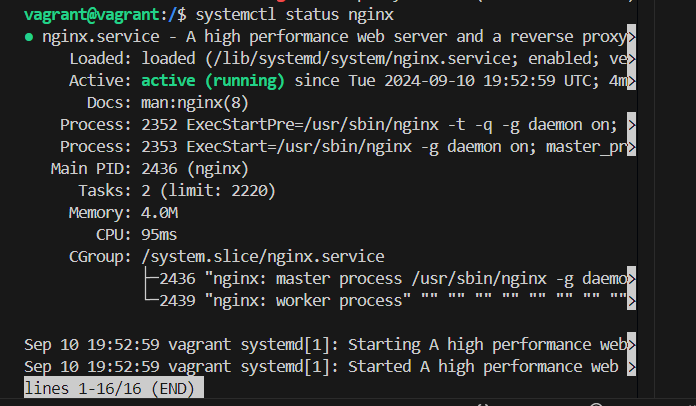 vagrant@vagrant:/$ systemctl status nginx
● nginx.service - A high performance web server and a reverse proxy>
     Loaded: loaded (/lib/systemd/system/nginx.service; enabled; ve>
     Active: active (running) since Tue 2024-09-10 19:52:59 UTC; 4m>
       Docs: man:nginx(8)
    Process: 2352 ExecStartPre=/usr/sbin/nginx -t -q -g daemon on; >
    Process: 2353 ExecStart=/usr/sbin/nginx -g daemon on; master_pr>
   Main PID: 2436 (nginx)
      Tasks: 2 (limit: 2220)
     Memory: 4.0M
        CPU: 95ms
     CGroup: /system.slice/nginx.service
             ├─2436 "nginx: master process /usr/sbin/nginx -g daemo>
             └─2439 "nginx: worker process" "" "" "" "" "" "" "" "">
Sep 10 19:52:59 vagrant systemd[1]: Starting A high performance web>
Sep 10 19:52:59 vagrant systemd[1]: Started A high performance web >
lines 1-16/16 (END)